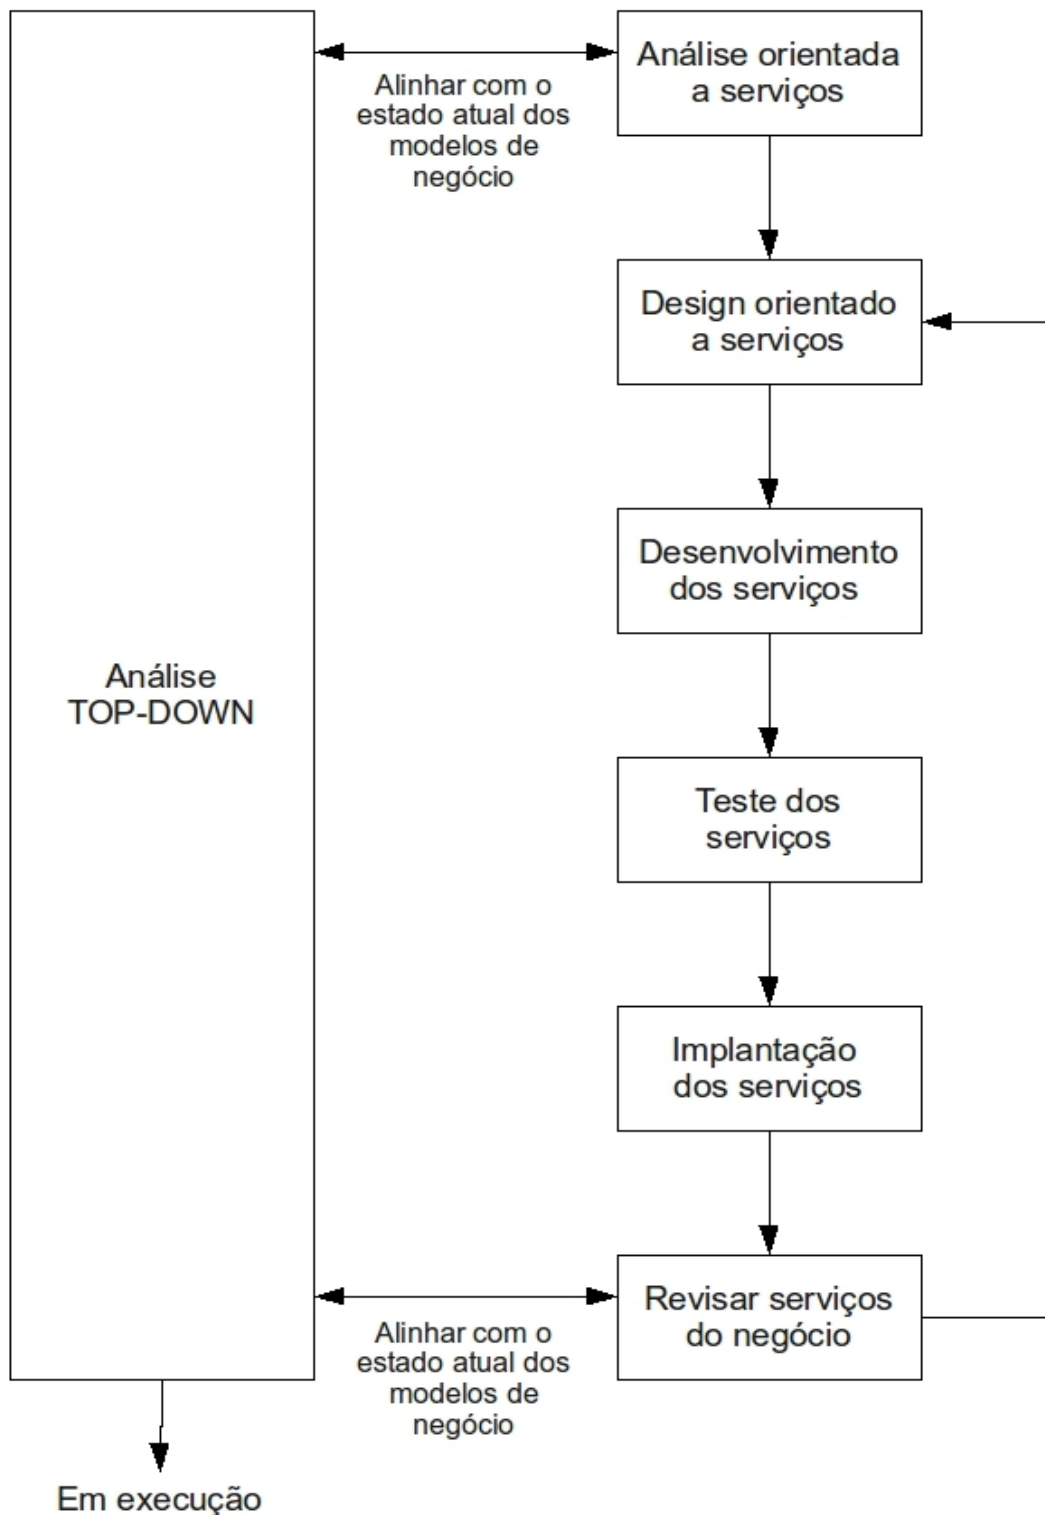 Análise orientada
a serviços
Alinhar com o
estado atual dos
modelos de
negócio
Design orientado
a serviços
Desenvolvimento
dos serviços
Análise
TOP-DOWN
Teste dos
serviços
Implantação
dos serviços
Revisar serviços
do negócio
Alinhar com o
estado atual dos
modelos de
negócio
Em execução